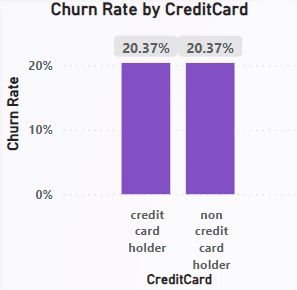 Churn Rate by CreditCard
20.37% 20.37%
20%
10%
0%
Churn Rate
credit
card
holder
non
credit
card
holder
CreditCard